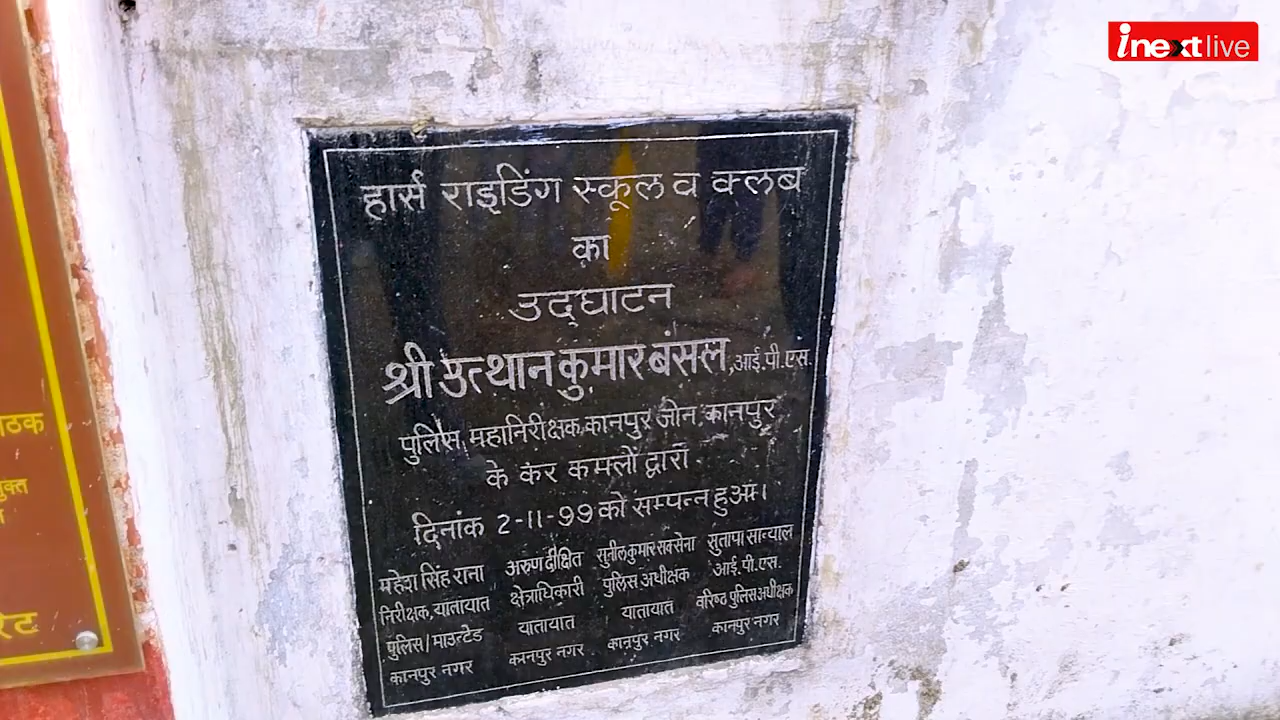 inextlive
हार्स राइडिंग स्कूल व क्लब
का
उद्घाटन
श्री उत्थान कुमार बंसल, आई.पी.एस.
पुलिस महानिरीक्षक, कानपुर जोन, कानपुर
के कर कमलों द्वारा
दिनांक 2-11-99 को सम्पन्न हुआ।
महेश सिंह राना
निरीक्षक, यातायात
पुलिस/माउन्टेड
कानपुर नगर
अरुण दीक्षित
क्षेत्राधिकारी
यातायात
कानपुर नगर
सुनील कुमार सक्सेना
पुलिस अधीक्षक
यातायात
कानपुर नगर
सुतापा सान्याल
आई.पी.एस.
वरिष्ठ पुलिस अधीक्षक
कानपुर नगर